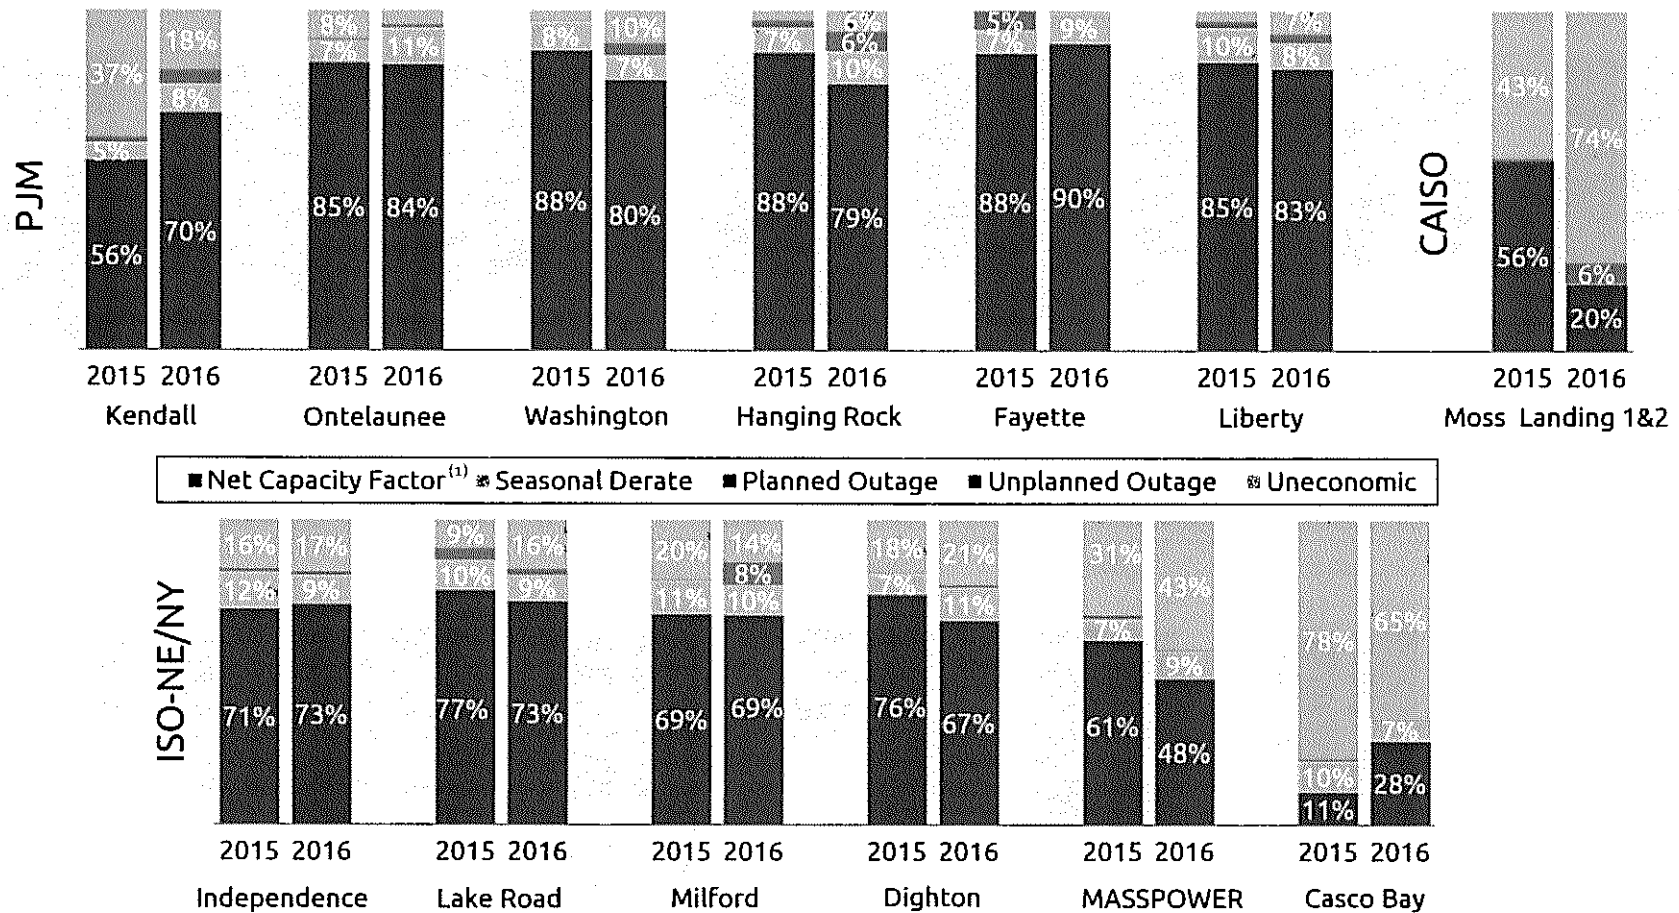 8% 8% 10% 6% 5% 9% 7%
18% 7% 11% 7% 6% 7% 10% 8%
37% 8% 7% 10% 43%
5% 74%
PJM CAISO
85% 84% 88% 80% 88% 79% 88% 90% 85% 83%
56% 70% 56% 6%
20%
2015 2016 2015 2016 2015 2016 2015 2016 2015 2016 2015 2016 2015 2016
Kendall Ontelaunee Washington Hanging Rock Fayette Liberty Moss Landing 1&2
■ Net Capacity Factor(1) ■ Seasonal Derate ■ Planned Outage ■ Unplanned Outage ■ Uneconomic
16% 17% 9% 16% 20% 14% 18% 21% 31%
12% 9% 10% 9% 11% 8% 7% 11% 7% 43% 78% 65%
10% 9% 10% 7%
ISO-NE/NY
71% 73% 77% 73% 69% 69% 76% 67% 61% 48% 11% 28%
2015 2016 2015 2016 2015 2016 2015 2016 2015 2016 2015 2016
Independence Lake Road Milford Dighton MASSPOWER Casco Bay